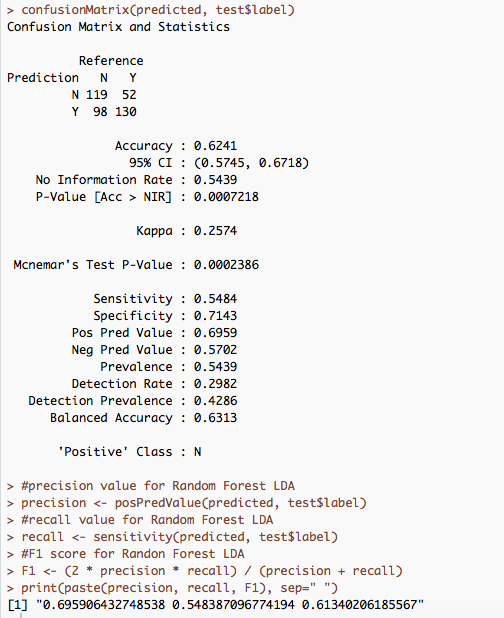 > confusionMatrix(predicted, test$label)
Confusion Matrix and Statistics
Reference
Prediction N Y
N 119 52
Y 98 130
Accuracy : 0.6241
95% CI : (0.5745, 0.6718)
No Information Rate : 0.5439
P-Value [Acc > NIR] : 0.0007218
Kappa : 0.2574
Mcnemar's Test P-Value : 0.0002386
Sensitivity : 0.5484
Specificity : 0.7143
Pos Pred Value : 0.6959
Neg Pred Value : 0.5702
Prevalence : 0.5439
Detection Rate : 0.2982
Detection Prevalence : 0.4286
Balanced Accuracy : 0.6313
'Positive' Class : N
> #precision value for Random Forest LDA
> precision <- posPredValue(predicted, test$label)
> #recall value for Random Forest LDA
> recall <- sensitivity(predicted, test$label)
> #F1 score for Randon Forest LDA
> F1 <- (2 * precision * recall) / (precision + recall)
> print(paste(precision, recall, F1), sep=" ")
[1] "0.695906432748538 0.548387096774194 0.61340206185567"